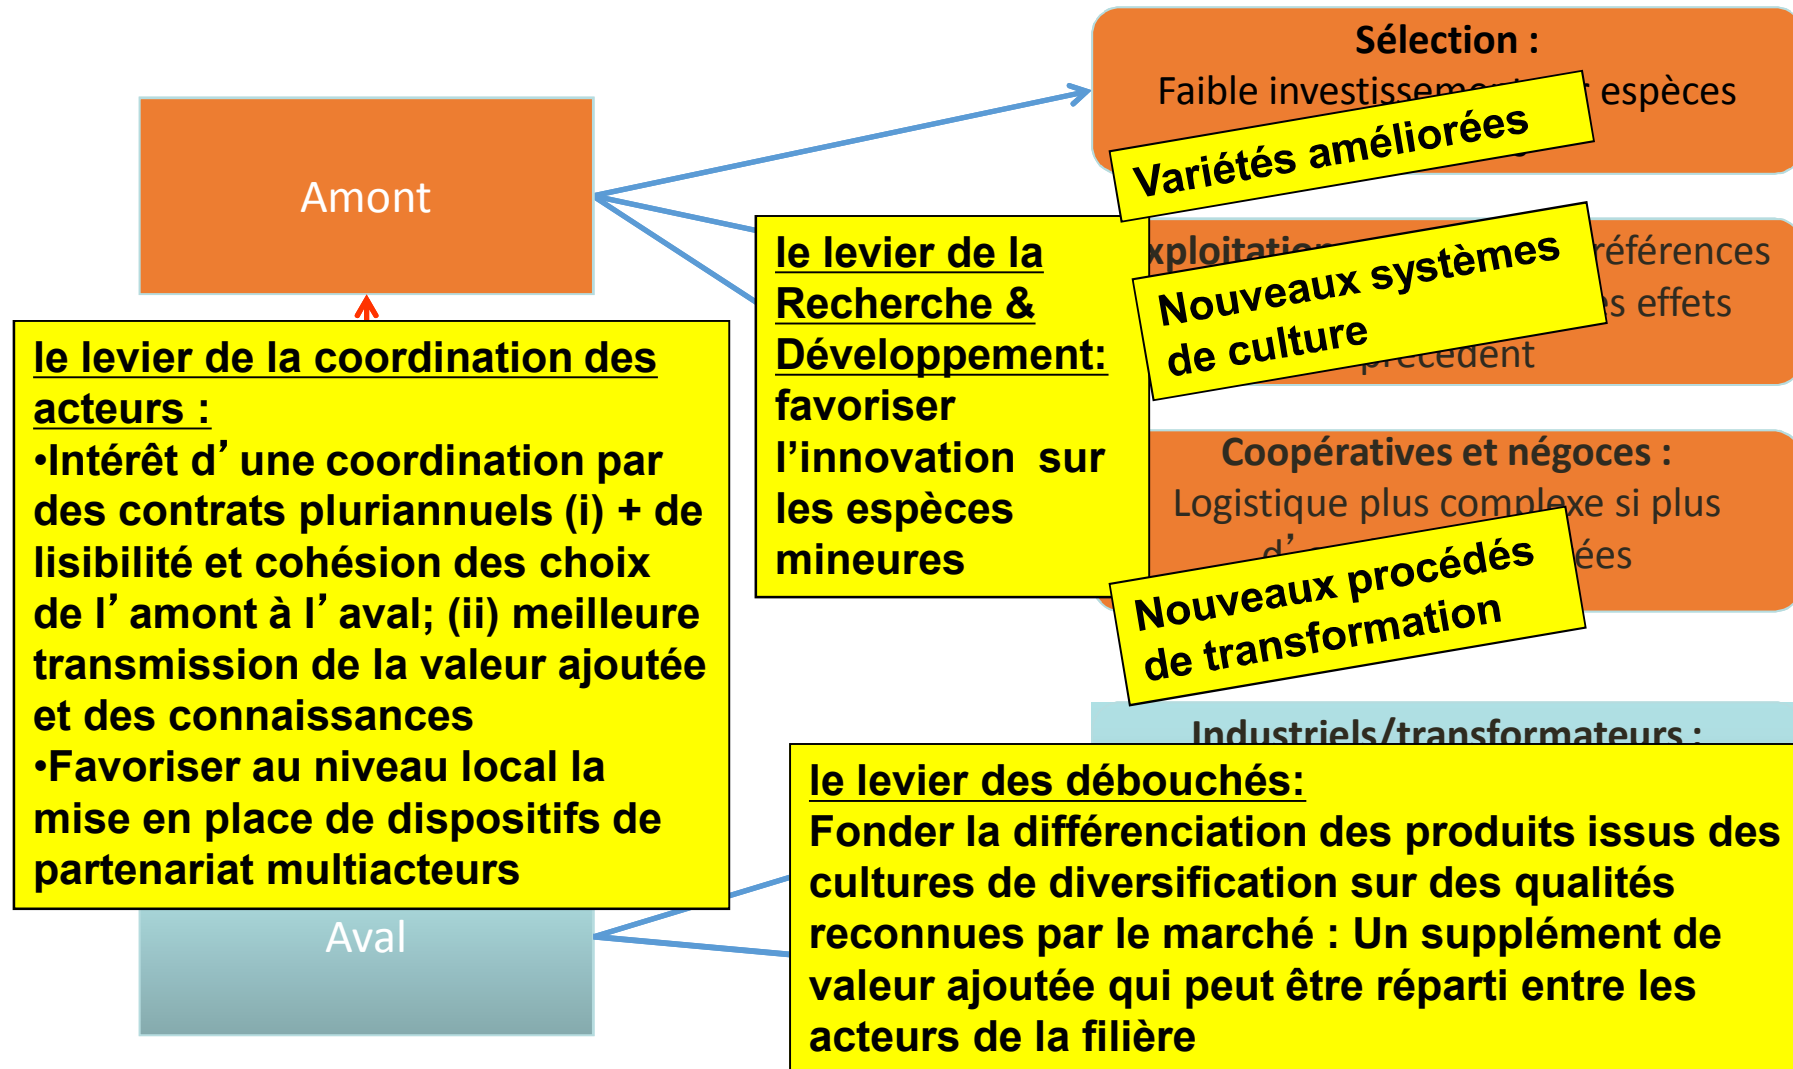 Sélection :
Faible espèces
Variétés améliorées
Amont
références
Nouveaux systèmes
de culture
effets
le levier de la
Recherche &
Développement:
favoriser
l’innovation sur
les espèces
mineures
le levier de la coordination des
acteurs :
•Intérêt d’ une coordination par
des contrats pluriannuels (i) + de
lisibilité et cohésion des choix
de l’ amont à l’ aval; (ii) meilleure
transmission de la valeur ajoutée
et des connaissances
•Favoriser au niveau local la
mise en place de dispositifs de
partenariat multiacteurs
Coopératives et négoces :
Logistique plus complexe si plus
Nouveaux procédés
de transformation
Industriels/transformateurs :
le levier des débouchés:
Fonder la différenciation des produits issus des
cultures de diversification sur des qualités
reconnues par le marché : Un supplément de
valeur ajoutée qui peut être réparti entre les
acteurs de la filière
Aval